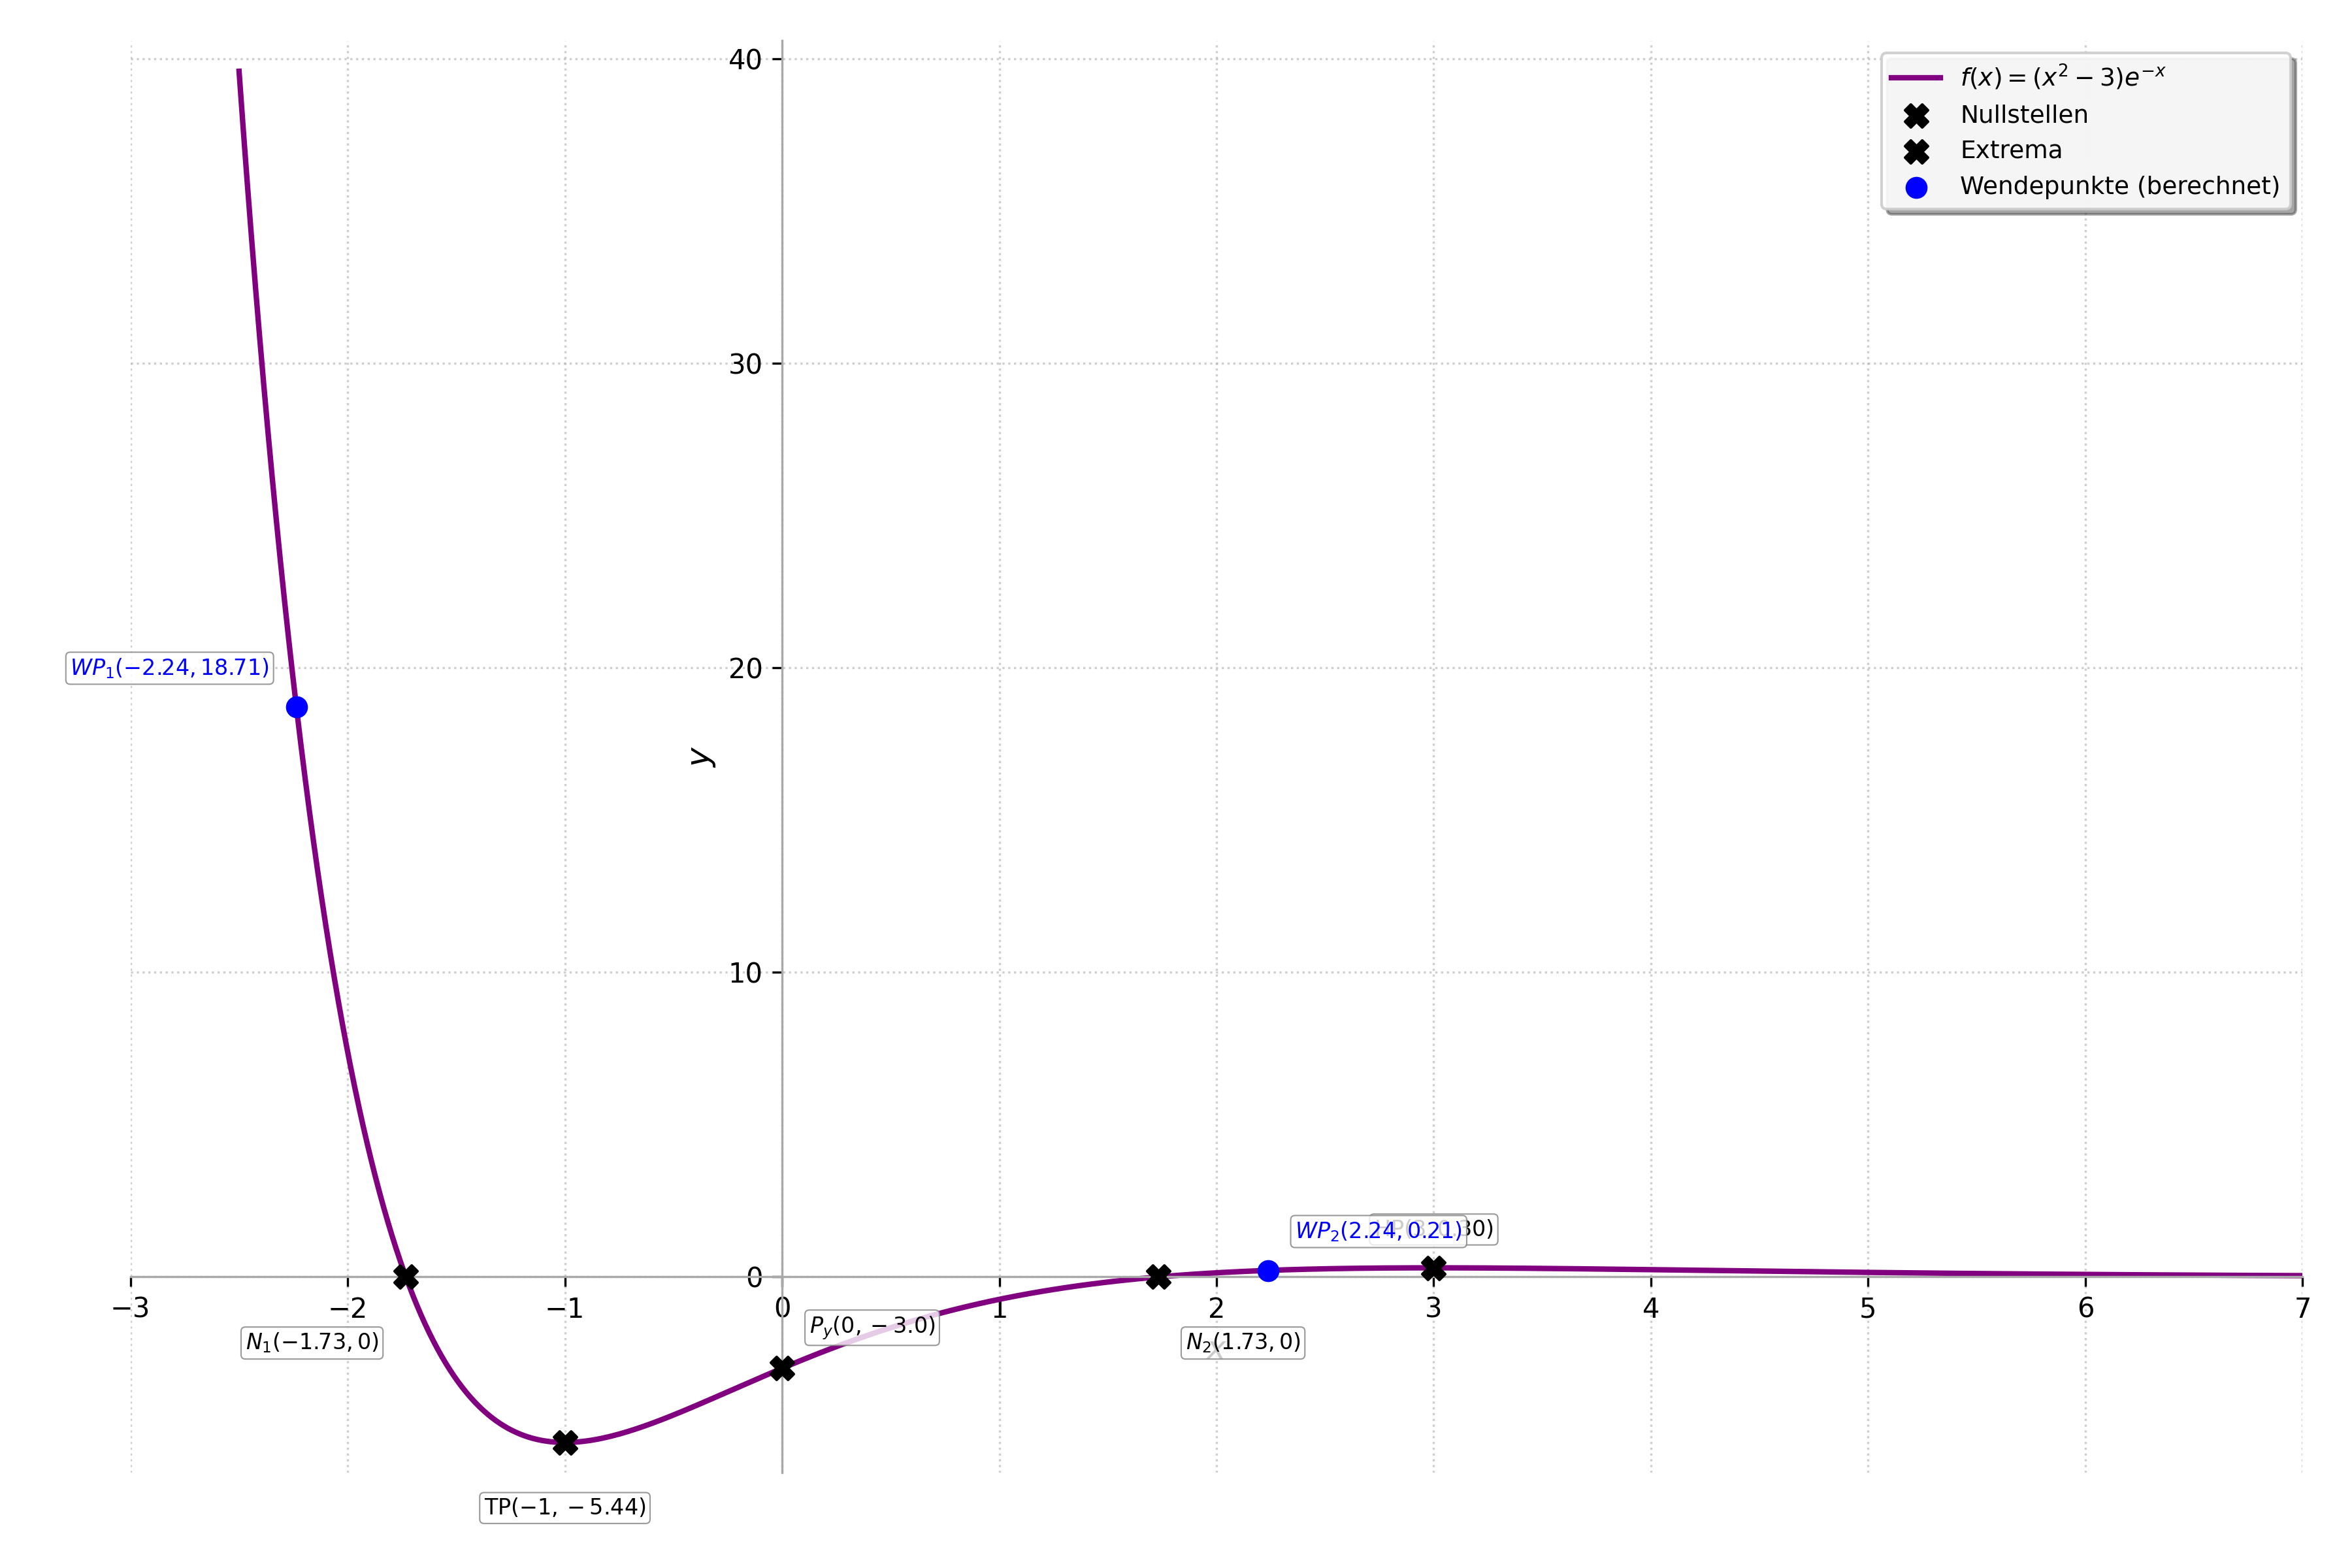 40
f(x) = (x² − 3)e⁻ˣ
Nullstellen
Extrema
Wendepunkte (berechnet)
30
WP₁(−2.24, 18.71)
20
y
10
WP₂(2.24, 0.21)
0
−3 −2 −1 0 1 2 3 4 5 6 7
P_y(0, −3.0)
N₁(−1.73, 0)
N₂(1.73, 0)
x
TP(−1, −5.44)